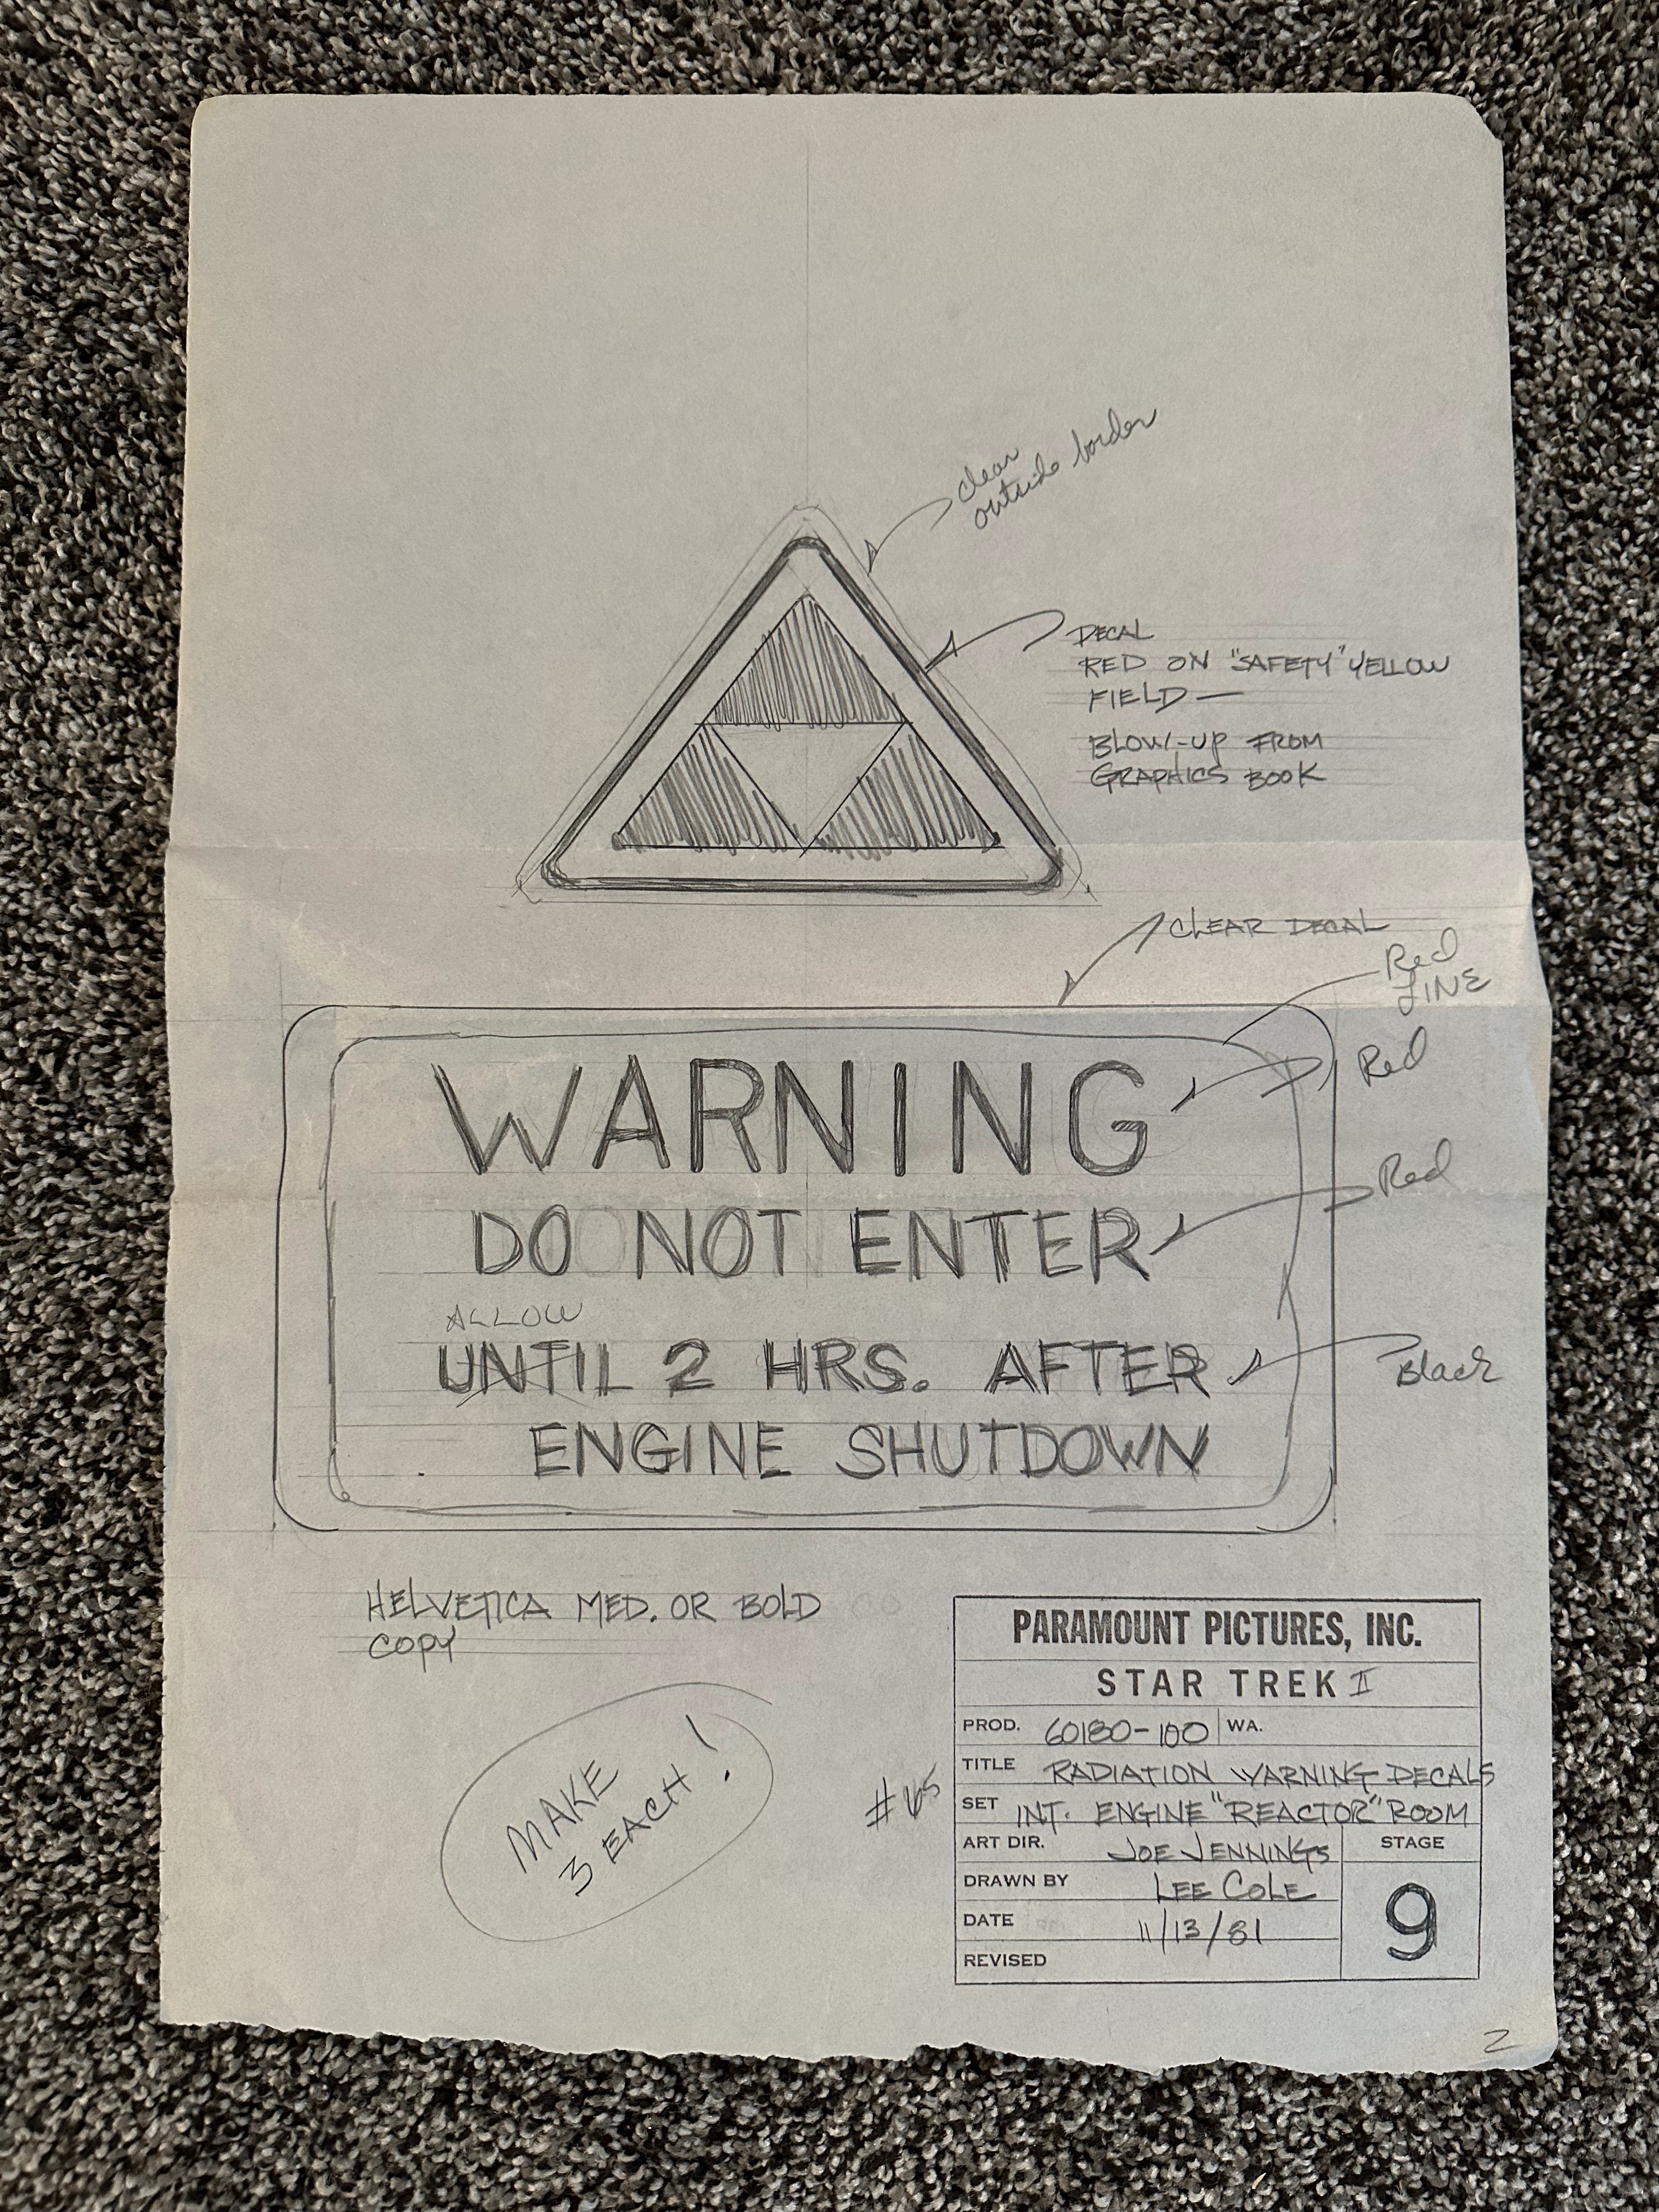 clear
outside border
DECAL
RED ON "SAFETY" YELLOW
FIELD —
BLOW-UP FROM
GRAPHICS BOOK
CLEAR DECAL
Red
LINE
WARNING
Red
DO NOT ENTER
Red
ALLOW
UNTIL 2 HRS. AFTER
Black
ENGINE SHUTDOWN
HELVETICA MED. OR BOLD
COPY
MAKE
3 EACH!
#65
PARAMOUNT PICTURES, INC.
STAR TREK II
PROD. 60180-100 WA.
TITLE RADIATION WARNING DECALS
SET INT. ENGINE "REACTOR" ROOM
ART DIR. JOE JENNINGS
STAGE
DRAWN BY LEE COLE
9
DATE 11/13/81
REVISED
2